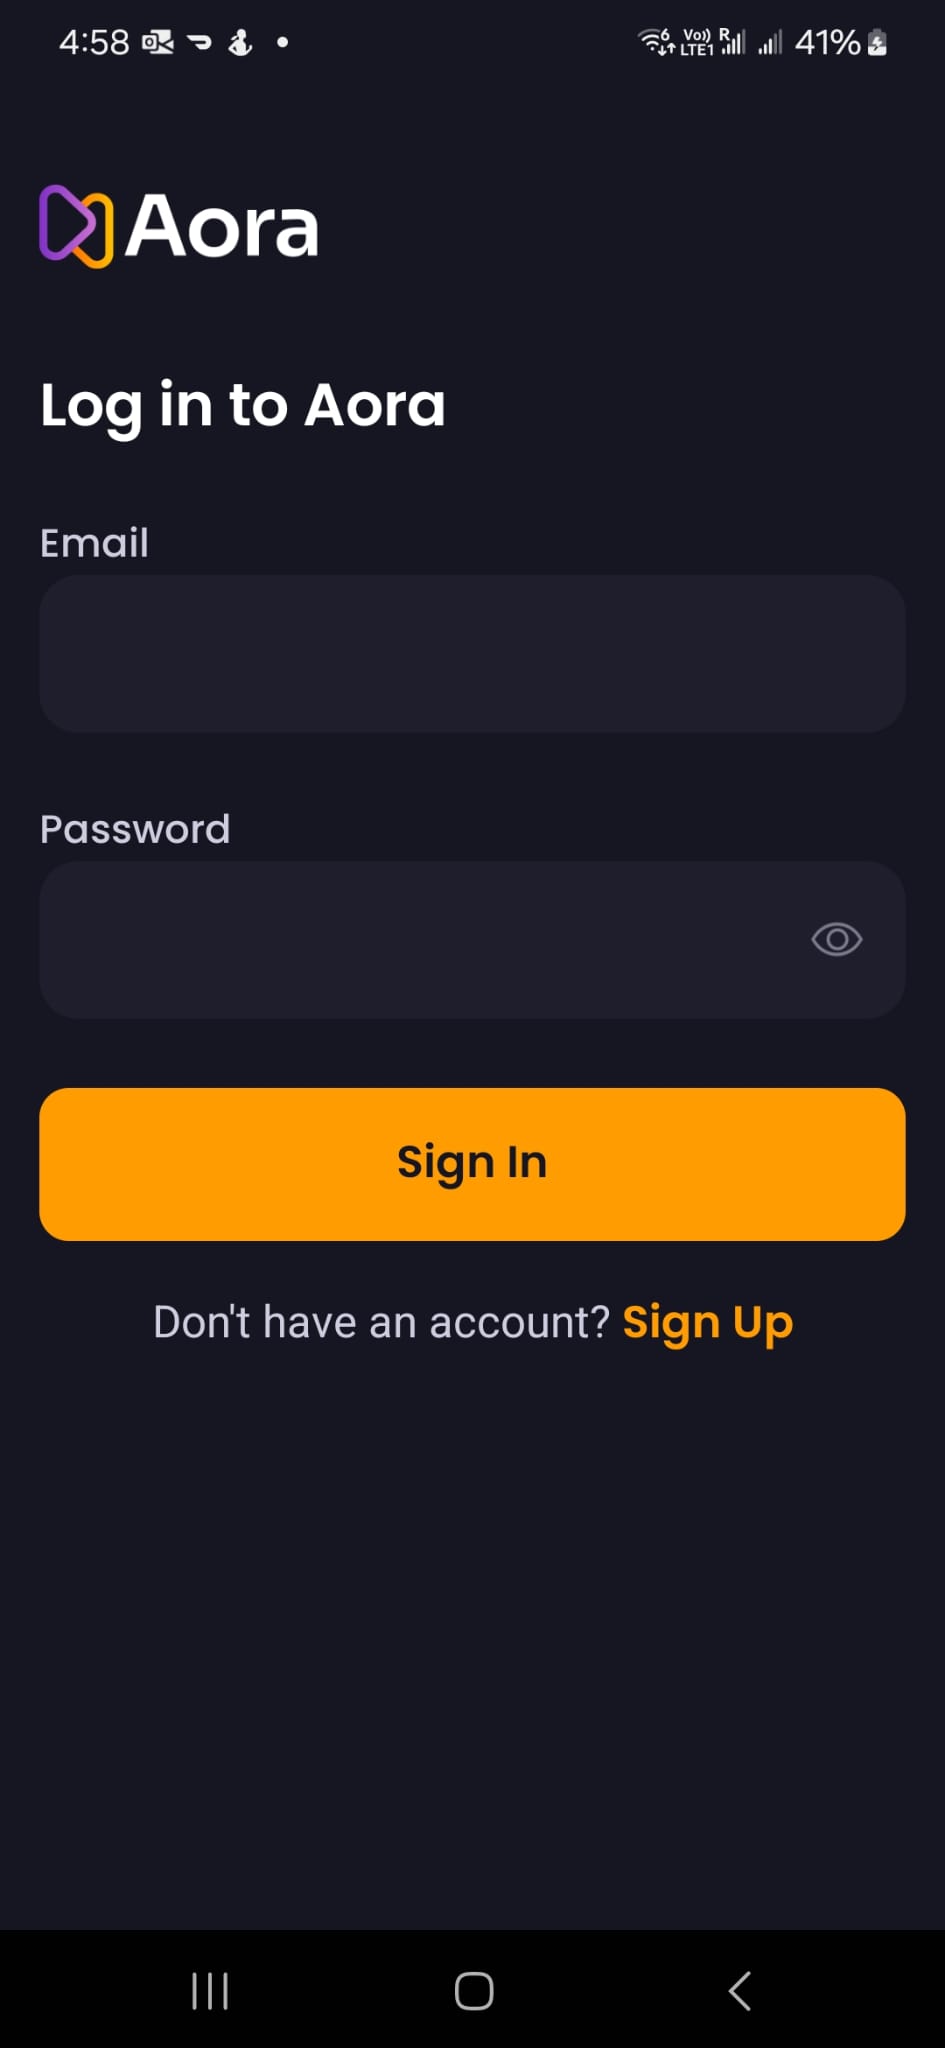 4:58
Vo)) R
LTE1
6
41%
Aora
Log in to Aora
Email
Password
Sign In
Don't have an account? Sign Up